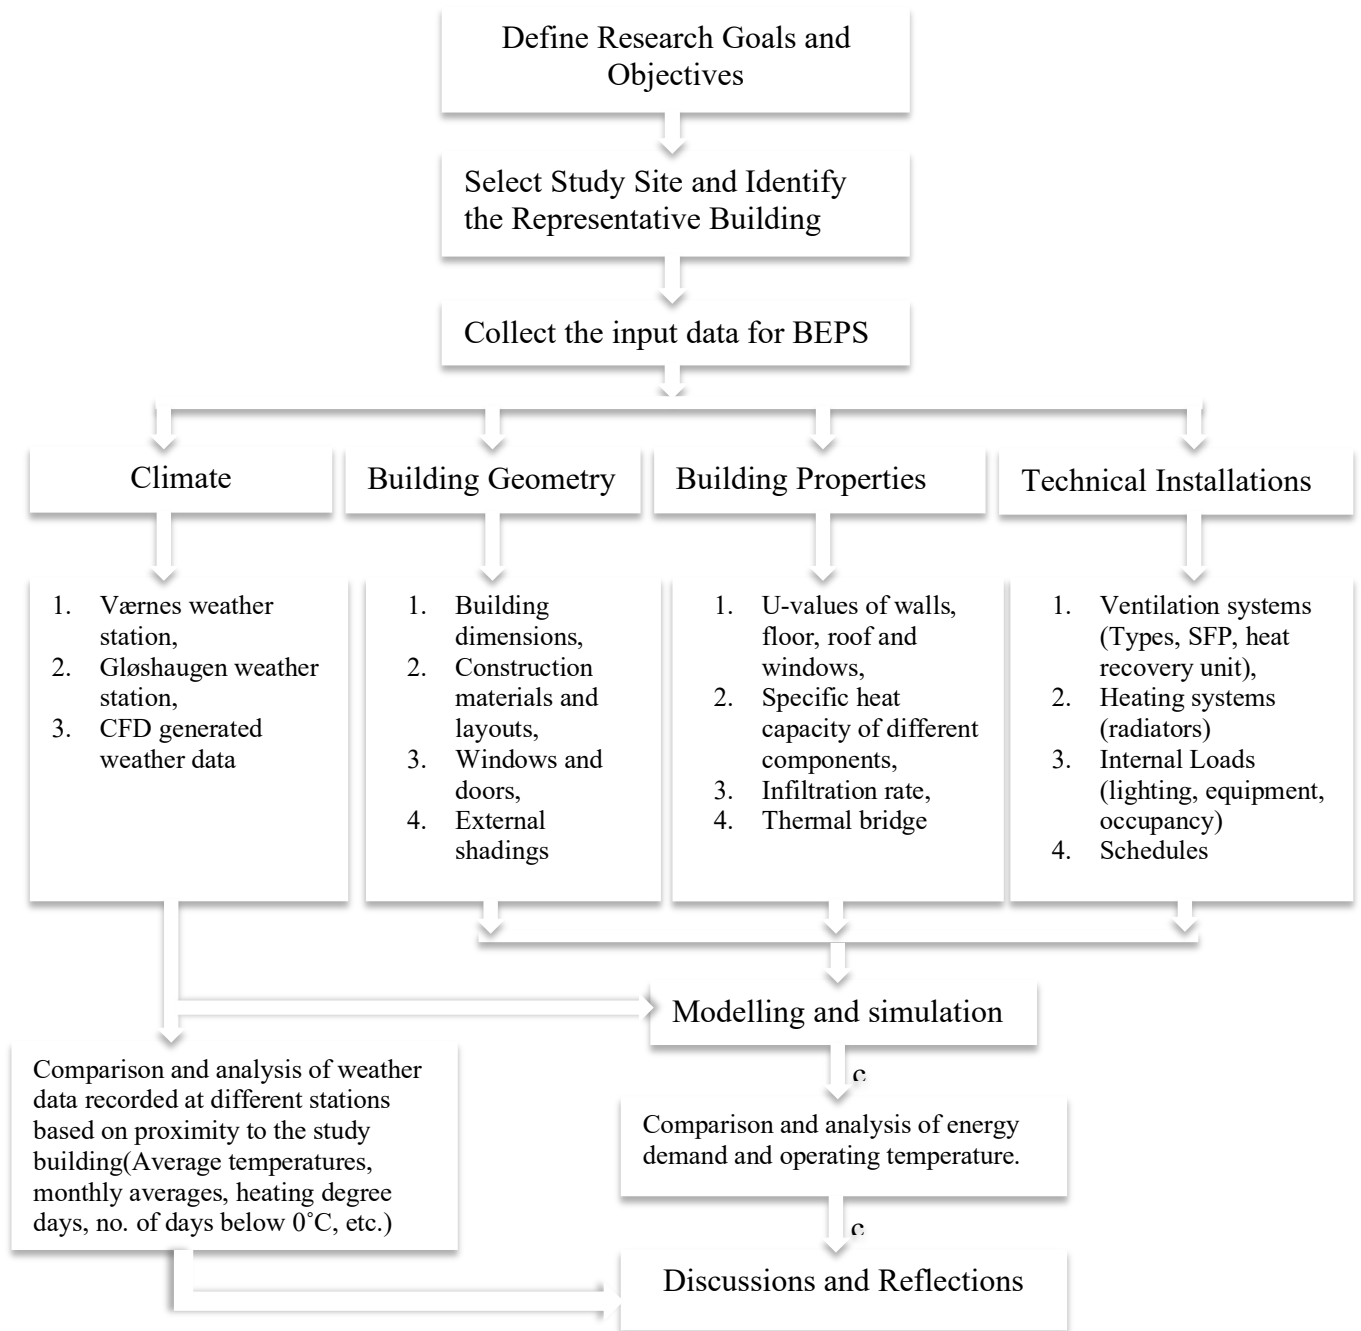 Define Research Goals and
Objectives
Select Study Site and Identify
the Representative Building
Collect the input data for BEPS
Climate
Building Geometry
Building Properties
Technical Installations
1. Værnes weather
station,
2. Gløshaugen weather
station,
3. CFD generated
weather data
1. Building
dimensions,
2. Construction
materials and
layouts,
3. Windows and
doors,
4. External
shadings
1. U-values of walls,
floor, roof and
windows,
2. Specific heat
capacity of different
components,
3. Infiltration rate,
4. Thermal bridge
1. Ventilation systems
(Types, SFP, heat
recovery unit),
2. Heating systems
(radiators)
3. Internal Loads
(lighting, equipment,
occupancy)
4. Schedules
Modelling and simulation
Comparison and analysis of weather
data recorded at different stations
based on proximity to the study
building(Average temperatures,
monthly averages, heating degree
days, no. of days below 0˚C, etc.)
Comparison and analysis of energy
demand and operating temperature.
Discussions and Reflections